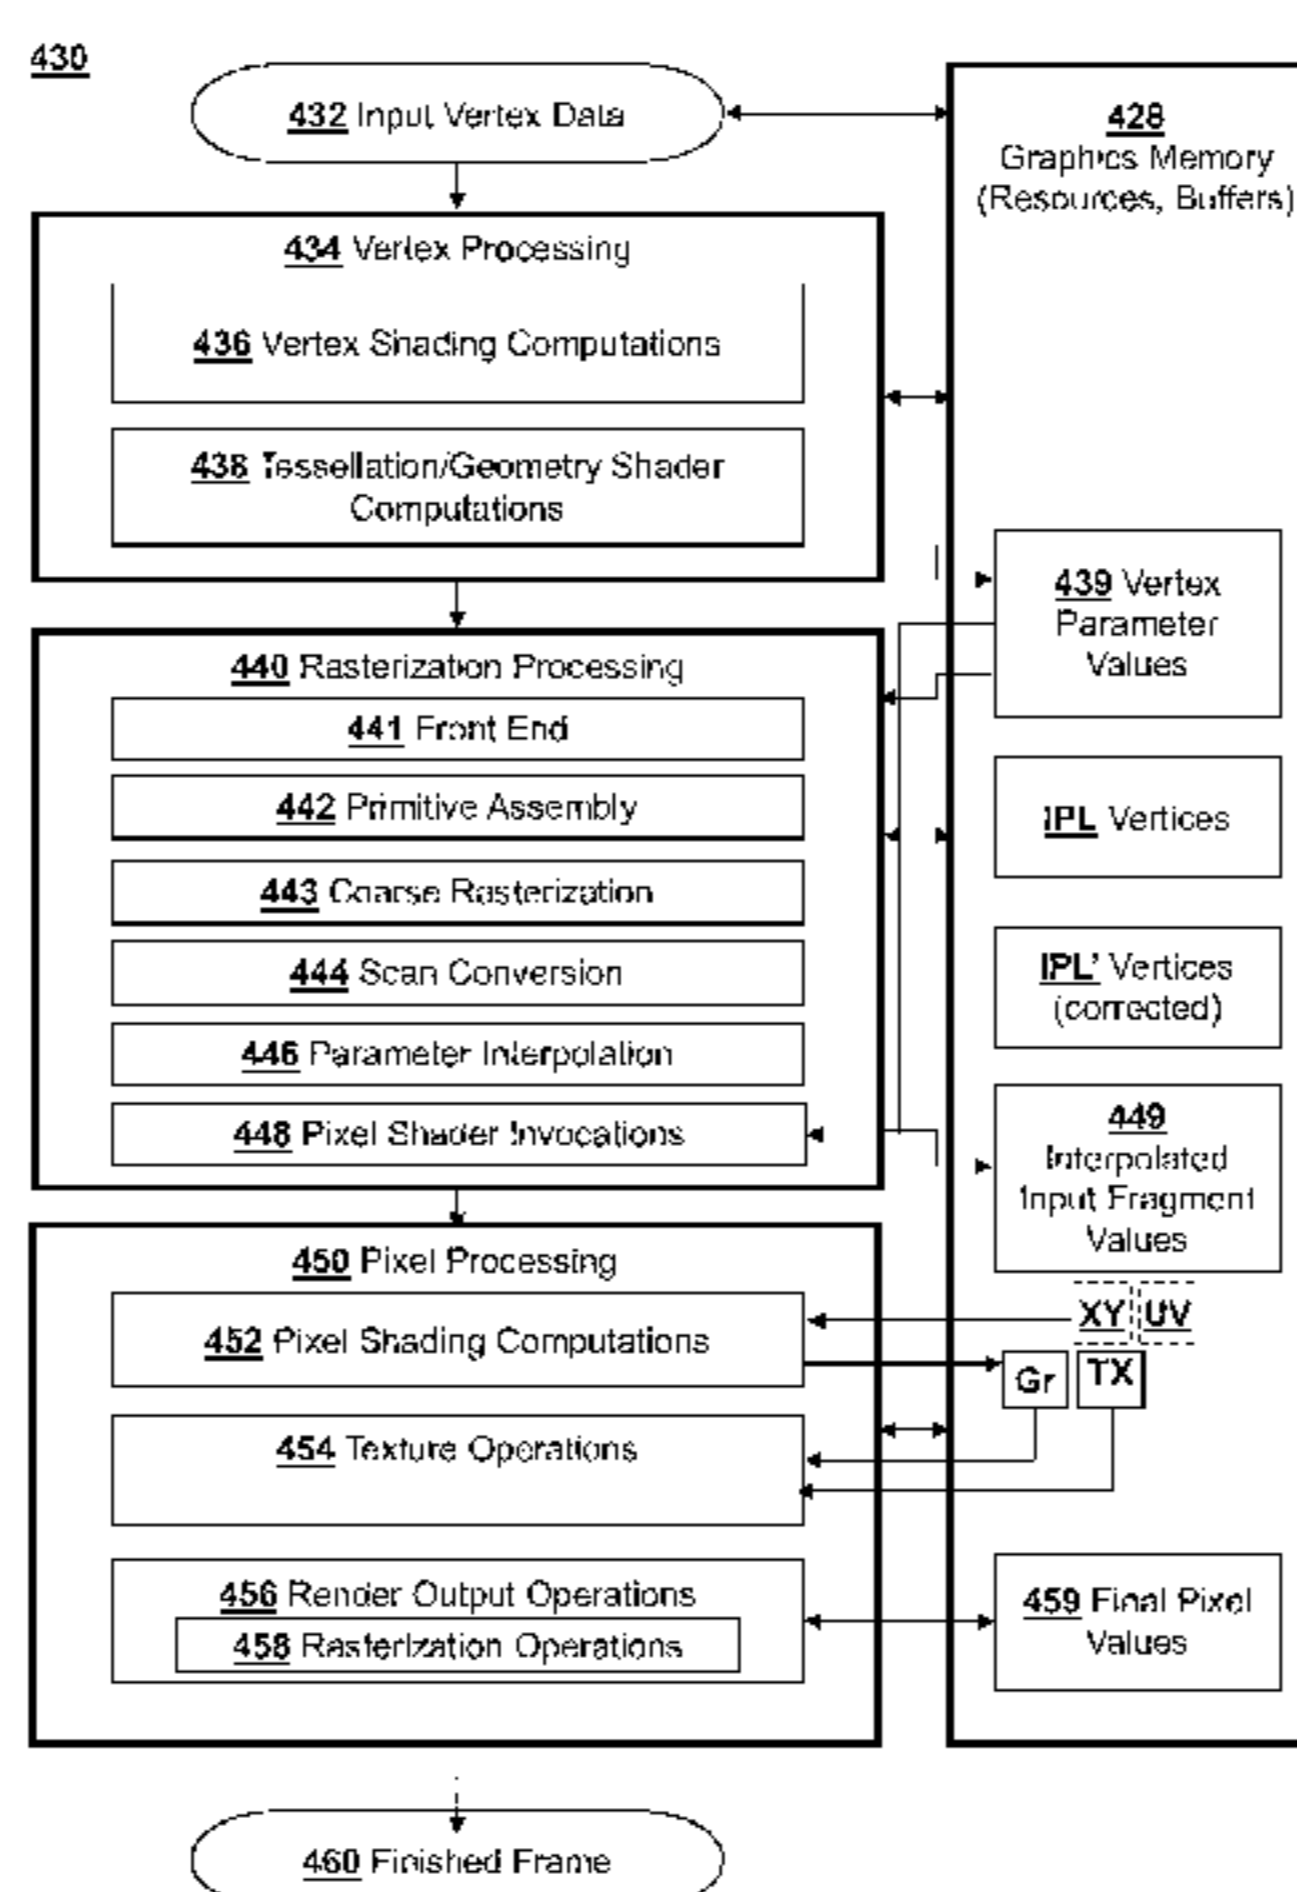 430
432 Input Vertex Data
428
Graphics Memory
(Resources, Buffers)
434 Vertex Processing
436 Vertex Shading Computations
438 Tessellation/Geometry Shader
Computations
439 Vertex
Parameter
Values
440 Rasterization Processing
441 Front End
442 Primitive Assembly
443 Coarse Rasterization
444 Scan Conversion
446 Parameter Interpolation
448 Pixel Shader Invocations
IPL Vertices
IPL' Vertices
(corrected)
449
Interpolated
Input Fragment
Values
XY UV
Gr TX
450 Pixel Processing
452 Pixel Shading Computations
454 Texture Operations
456 Render Output Operations
458 Rasterization Operations
459 Final Pixel
Values
460 Finished Frame